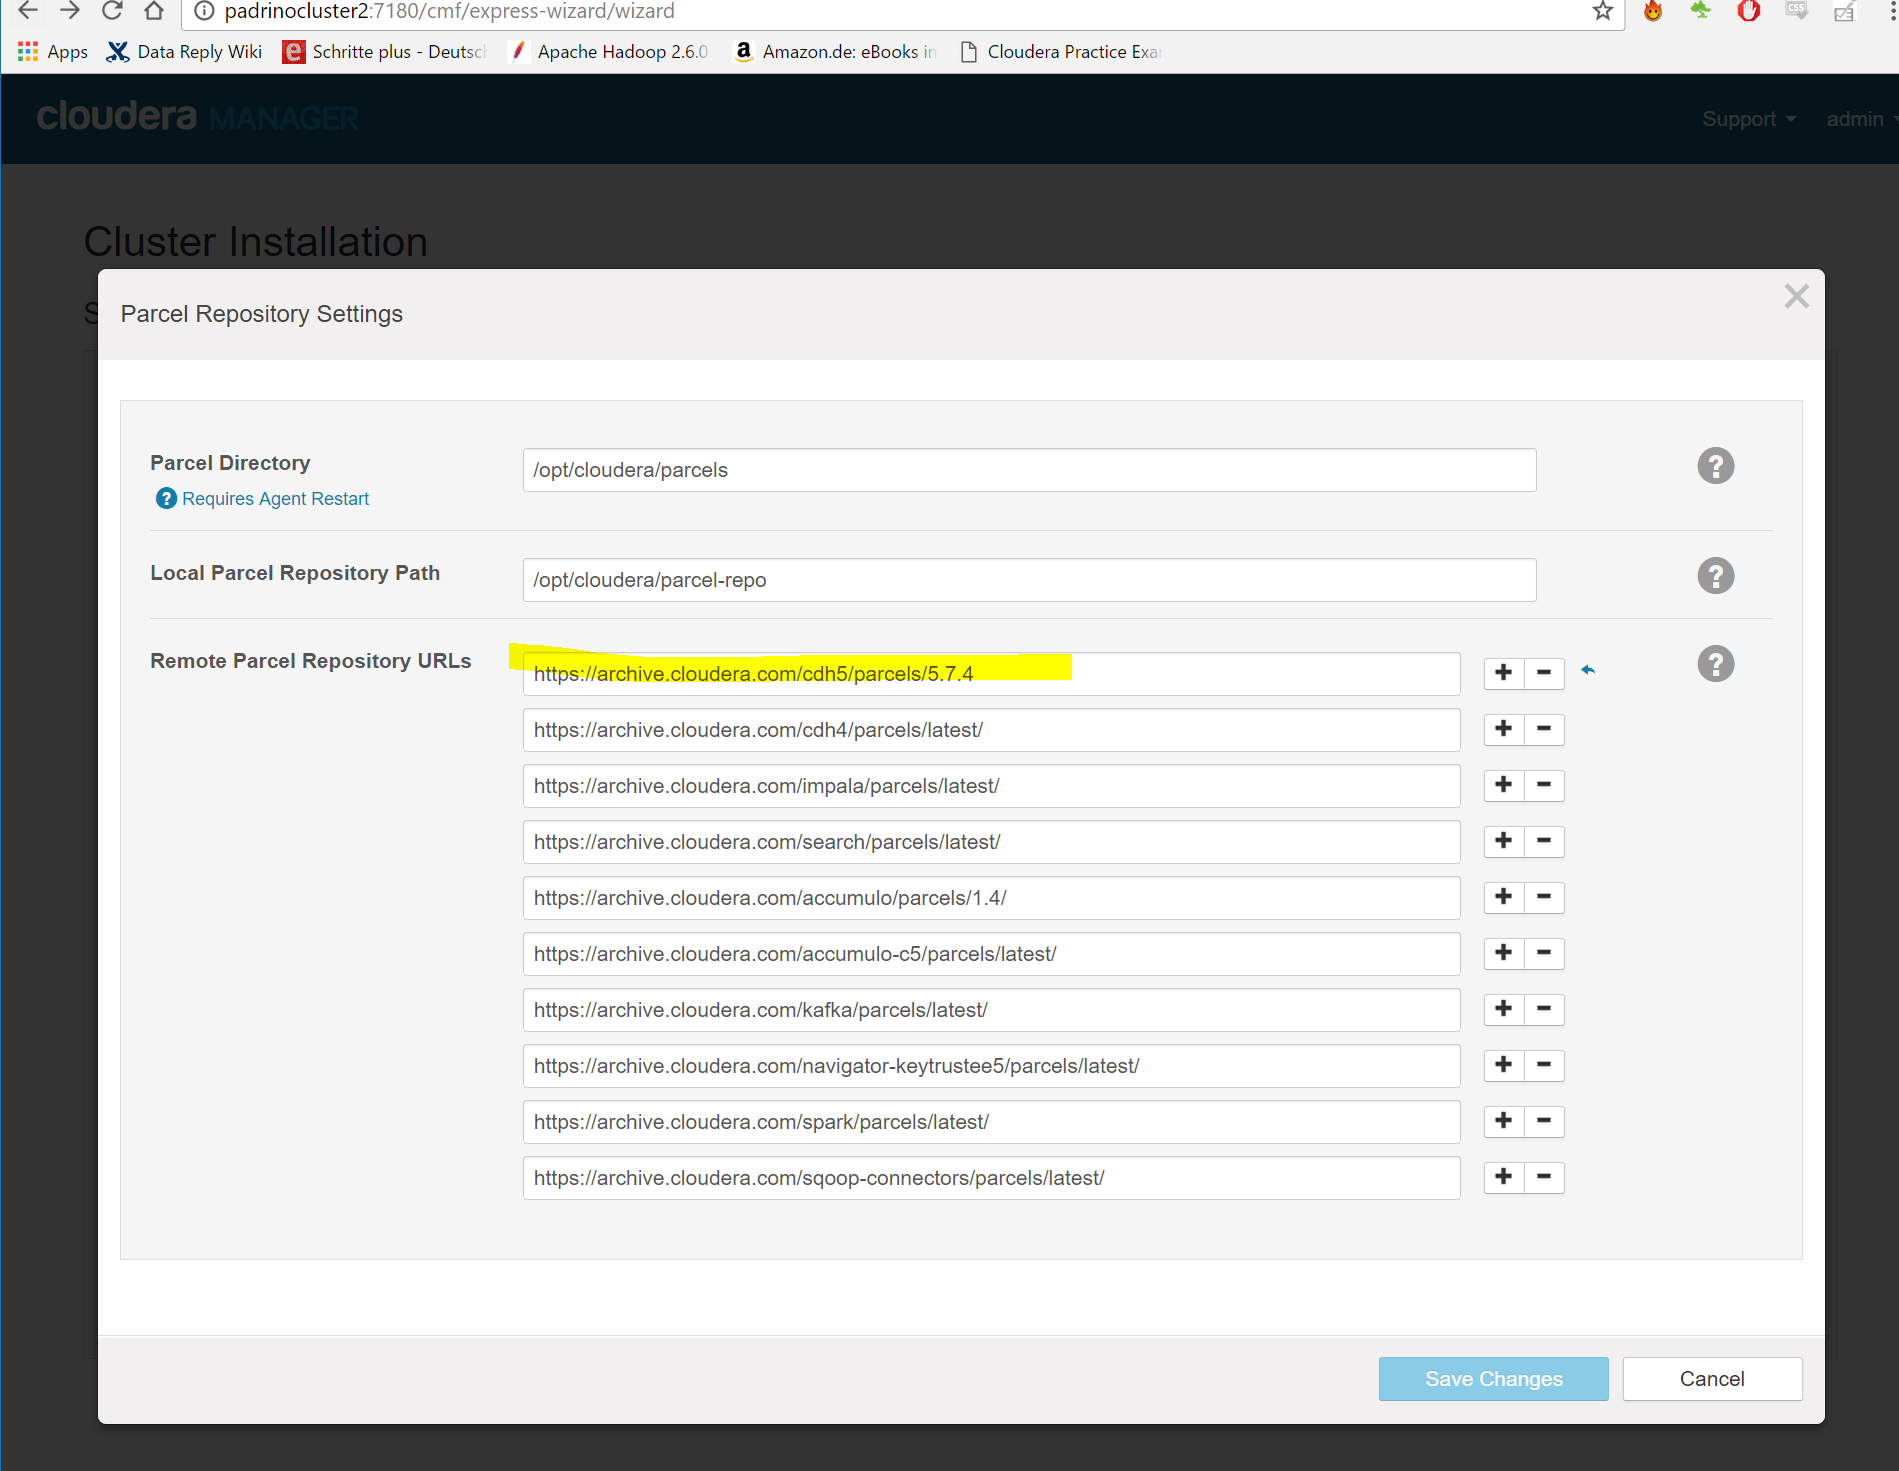 padrinocluster2:7180/cmf/express-wizard/wizard
Apps Data Reply Wiki Schritte plus - Deutsc Apache Hadoop 2.6.0 Amazon.de: eBooks in Cloudera Practice Exa
cloudera MANAGER Support admin
Cluster Installation
S
Parcel Repository Settings
Parcel Directory /opt/cloudera/parcels
Requires Agent Restart
Local Parcel Repository Path /opt/cloudera/parcel-repo
Remote Parcel Repository URLs https://archive.cloudera.com/cdh5/parcels/5.7.4
https://archive.cloudera.com/cdh4/parcels/latest/
https://archive.cloudera.com/impala/parcels/latest/
https://archive.cloudera.com/search/parcels/latest/
https://archive.cloudera.com/accumulo/parcels/1.4/
https://archive.cloudera.com/accumulo-c5/parcels/latest/
https://archive.cloudera.com/kafka/parcels/latest/
https://archive.cloudera.com/navigator-keytrustee5/parcels/latest/
https://archive.cloudera.com/spark/parcels/latest/
https://archive.cloudera.com/sqoop-connectors/parcels/latest/
Save Changes Cancel